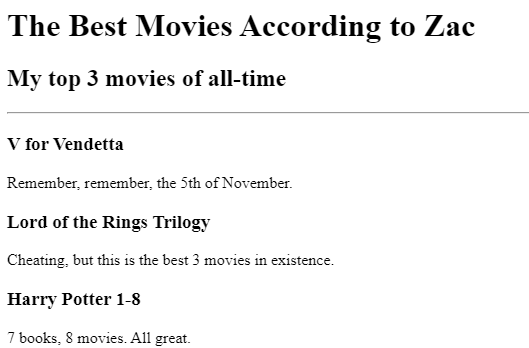 The Best Movies According to Zac
My top 3 movies of all-time
V for Vendetta
Remember, remember, the 5th of November.
Lord of the Rings Trilogy
Cheating, but this is the best 3 movies in existence.
Harry Potter 1-8
7 books, 8 movies. All great.